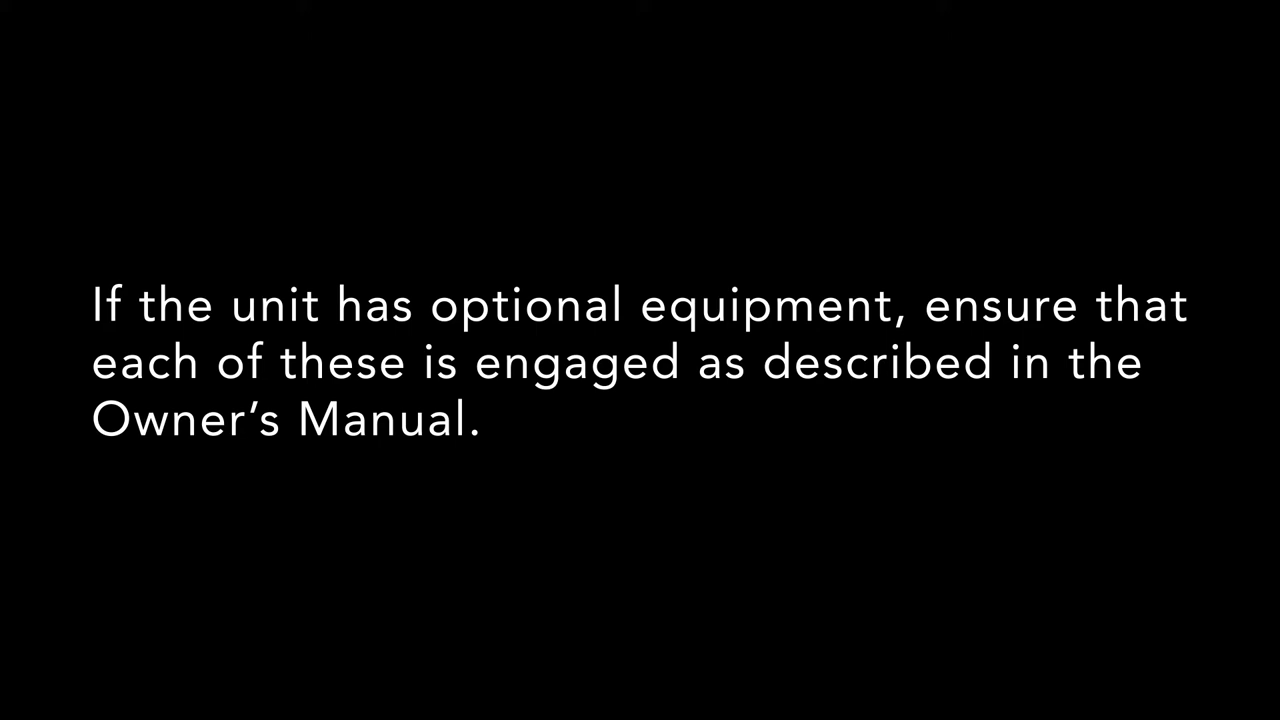 If the unit has optional equipment, ensure that
each of these is engaged as described in the
Owner’s Manual.